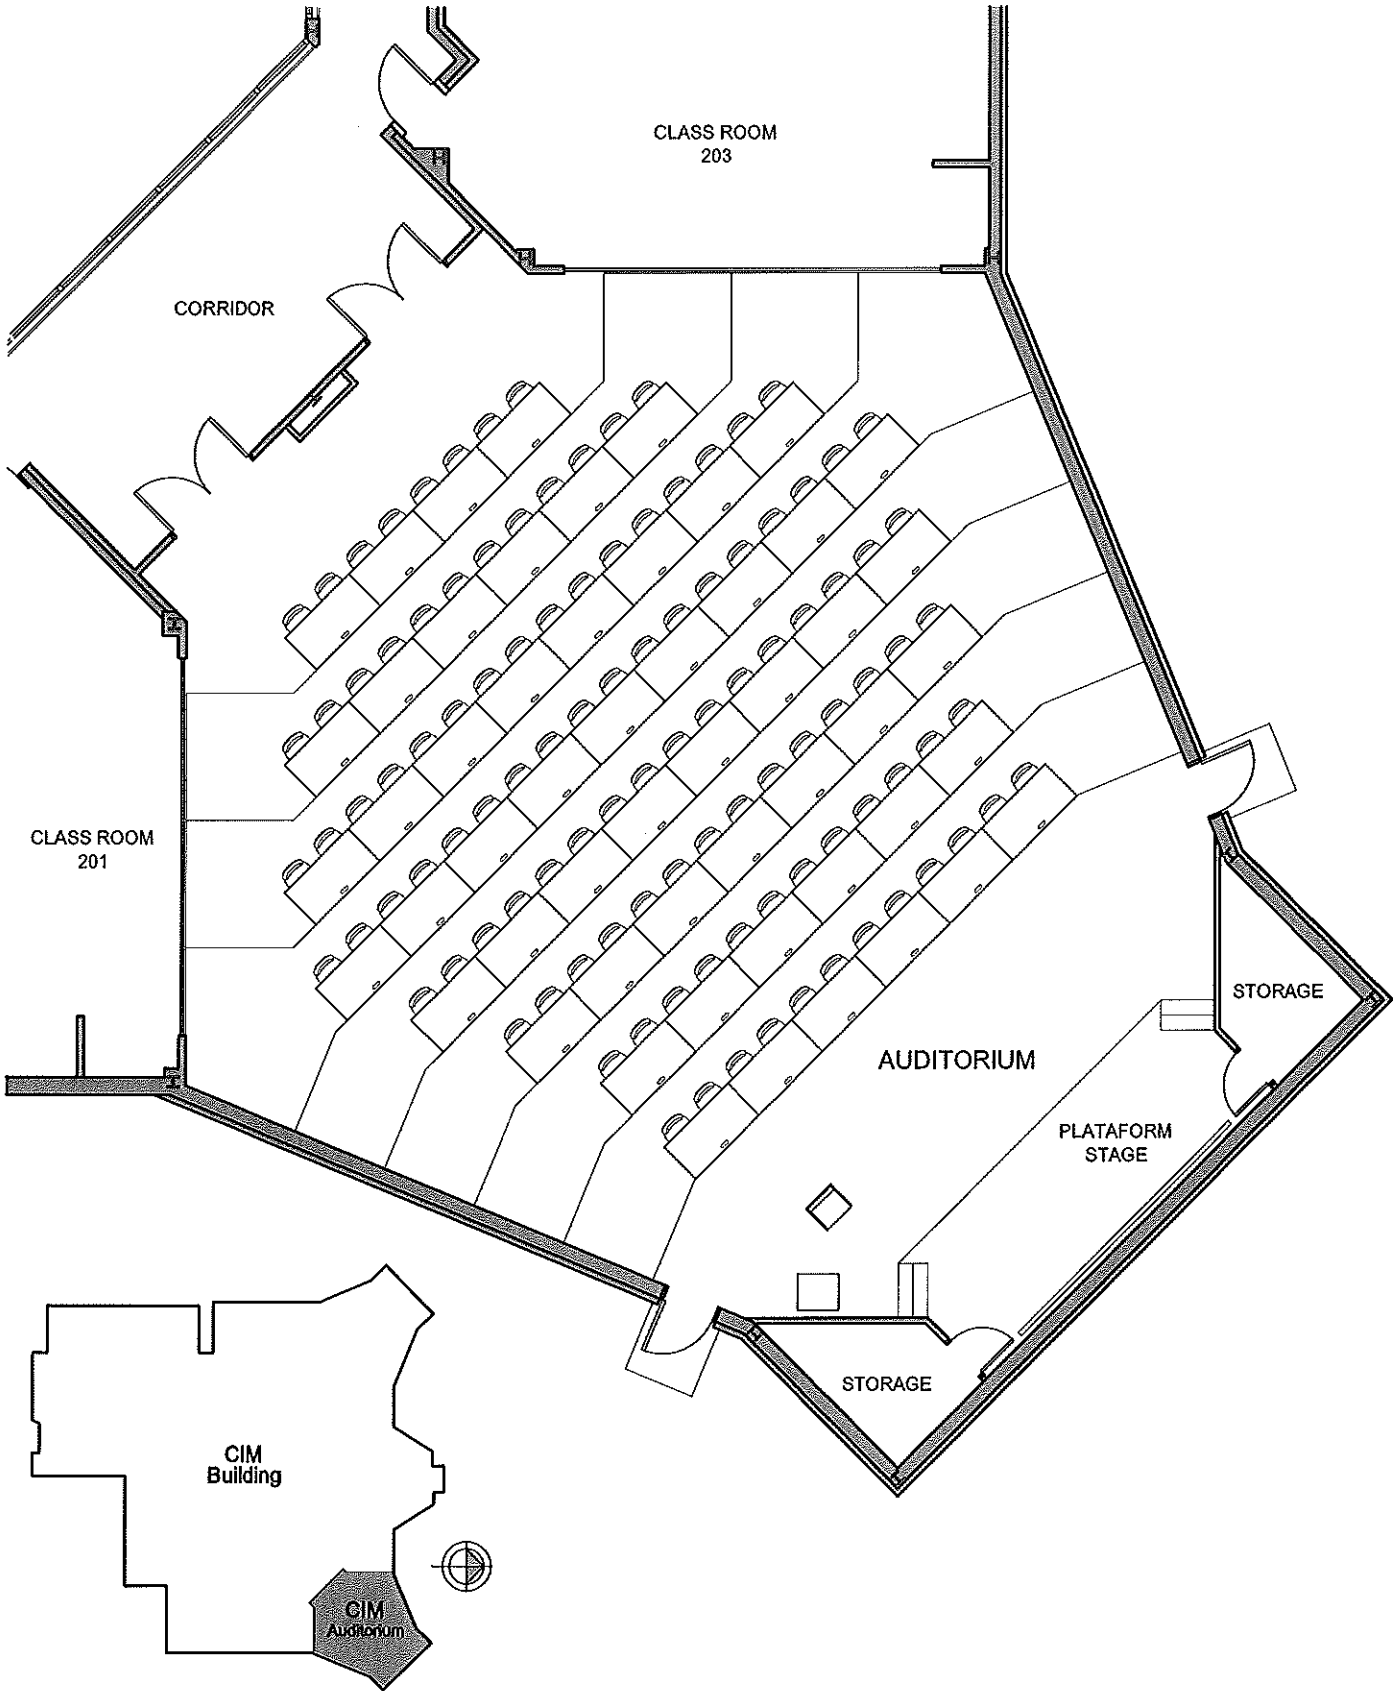 CLASS ROOM
203
CORRIDOR
CLASS ROOM
201
STORAGE
AUDITORIUM
PLATAFORM
STAGE
STORAGE
CIM
Building
CIM
Auditorium